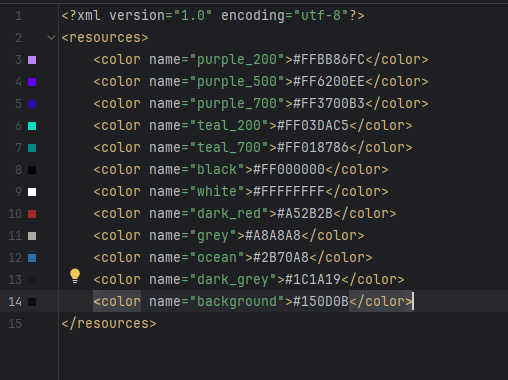 1 <?xml version="1.0" encoding="utf-8"?>
2 <resources>
3 <color name="purple_200">#FFBB86FC</color>
4 <color name="purple_500">#FF6200EE</color>
5 <color name="purple_700">#FF3700B3</color>
6 <color name="teal_200">#FF03DAC5</color>
7 <color name="teal_700">#FF018786</color>
8 <color name="black">#FF000000</color>
9 <color name="white">#FFFFFFFF</color>
10 <color name="dark_red">#A52B2B</color>
11 <color name="grey">#A8A8A8</color>
12 <color name="ocean">#2B70A8</color>
13 <color name="dark_grey">#1C1A19</color>
14 <color name="background">#150D0B</color>
15 </resources>